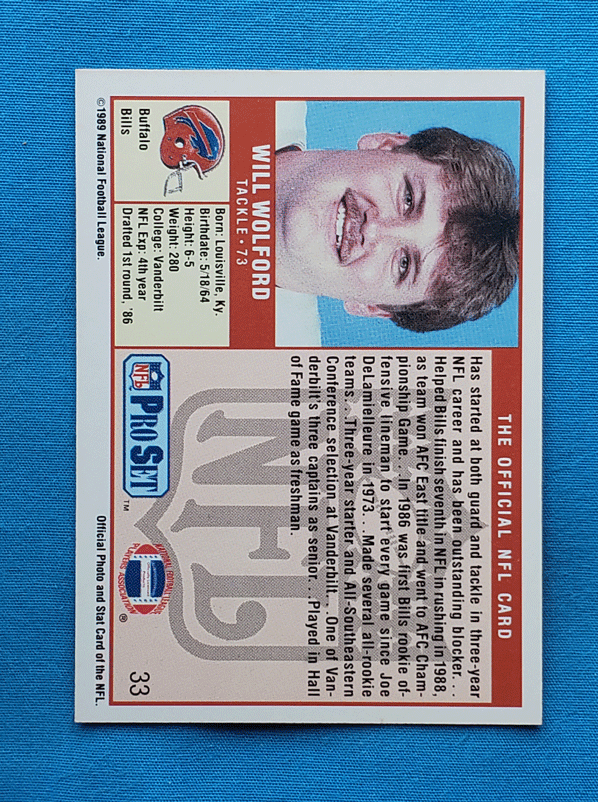 THE OFFICIAL NFL CARD
WILL WOLFORD
TACKLE • 73
Buffalo
Bills
Born: Louisville, Ky.
Birthdate: 5/18/64
Height: 6-5
Weight: 280
College: Vanderbilt
NFL Exp: 4th year
Drafted 1st round, '86
Has started at both guard and tackle in three-year
NFL career and has been outstanding blocker. . .
Helped Bills finish seventh in NFL in rushing in 1988,
as team won AFC East title and went to AFC Cham-
pionship Game. . . In 1986 was first Bills rookie of-
fensive lineman to start every game since Joe
DeLamielleure in 1973. . . Made several all-rookie
teams. . . Three-year starter and All-Southeastern
Conference selection at Vanderbilt. . . One of Van-
derbilt's three captains as senior. . . Played in Hall
of Fame game as freshman.
NFL
NFL PRO SET ™
NATIONAL FOOTBALL LEAGUE
PLAYERS ASSOCIATION ®
33
©1989 National Football League.
Official Photo and Stat Card of the NFL.